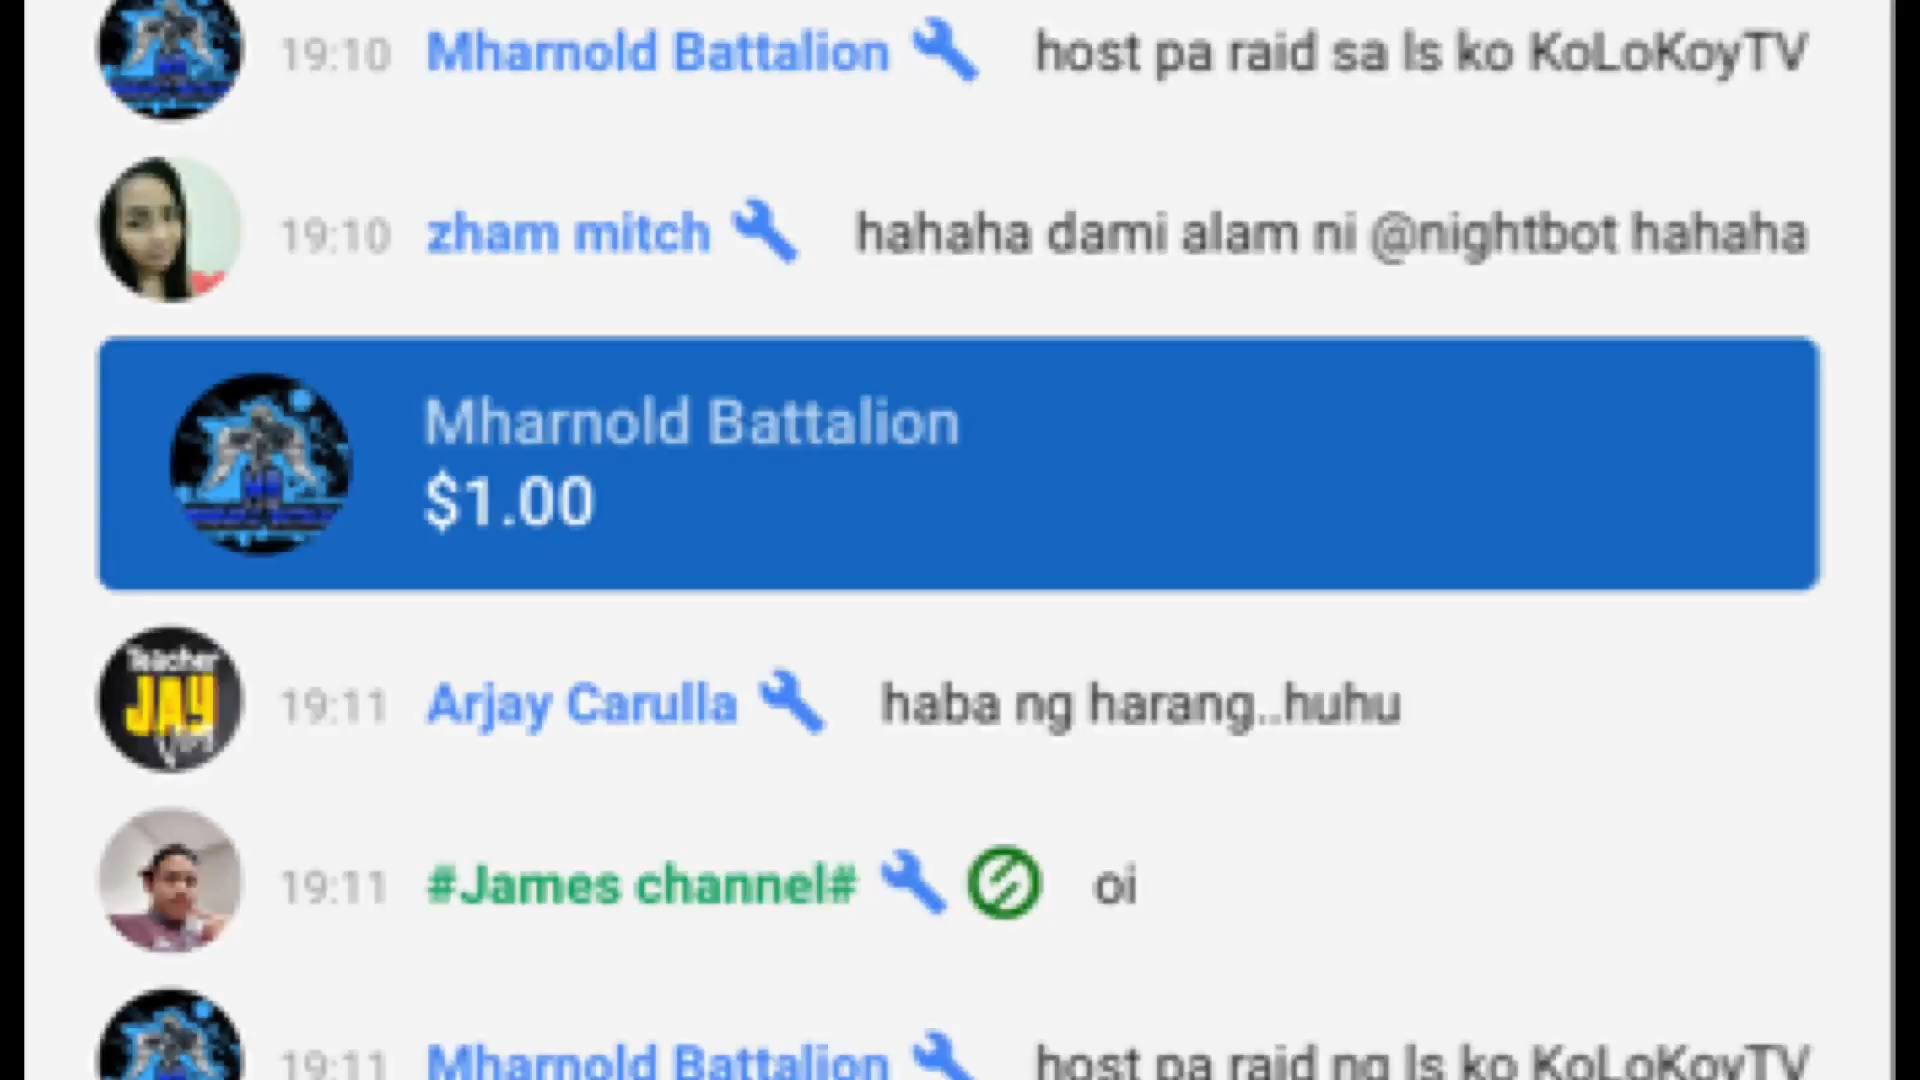 19:10 Mharnold Battalion host pa raid sa ls ko KoLoKoyTV
19:10 zham mitch hahaha dami alam ni @nightbot hahaha
Mharnold Battalion
$1.00
Teacher
JAY
19:11 Arjay Carulla haba ng harang..huhu
19:11 #James channel# oi
19:11 Mharnold Battalion host pa raid ng ls ko KoLoKoyTV